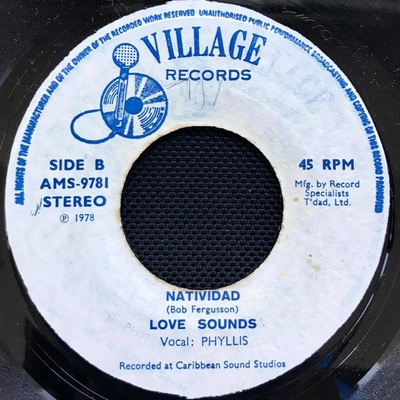 ALL RIGHTS OF THE MANUFACTURER AND OF THE OWNER OF THE RECORDED WORK RESERVED UNAUTHORISED PUBLIC PERFORMANCE BROADCASTING AND COPYING OF THIS RECORD PROHIBITED
VILLAGE
RECORDS
SIDE B
AMS-9781
STEREO
℗ 1978
45 RPM
Mfg. by Record
Specialists
T'dad, Ltd.
NATIVIDAD
(Bob Fergusson)
LOVE SOUNDS
Vocal: PHYLLIS
Recorded at Caribbean Sound Studios